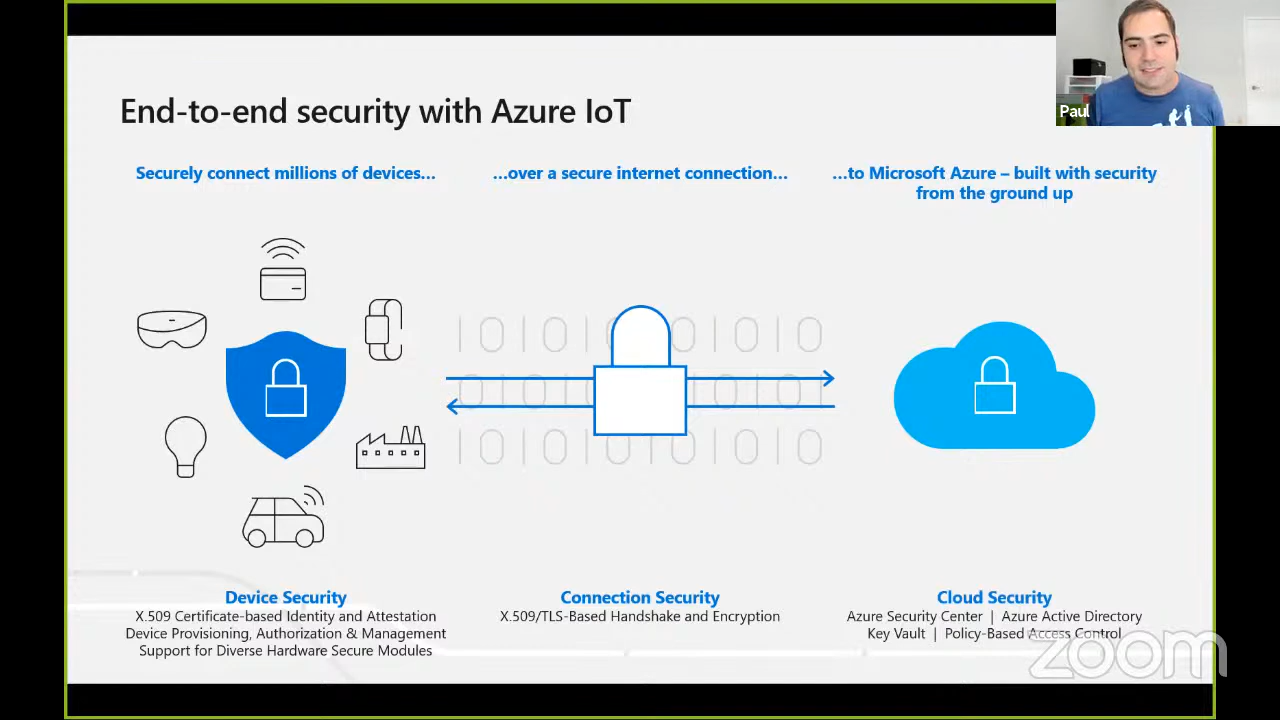 End-to-end security with Azure IoT
Paul
Securely connect millions of devices...
...over a secure internet connection...
...to Microsoft Azure – built with security
from the ground up
10101010101010
01010101010101
10101010101010
Device Security
X.509 Certificate-based Identity and Attestation
Device Provisioning, Authorization & Management
Support for Diverse Hardware Secure Modules
Connection Security
X.509/TLS-Based Handshake and Encryption
Cloud Security
Azure Security Center | Azure Active Directory
Key Vault | Policy-Based Access Control
zoom